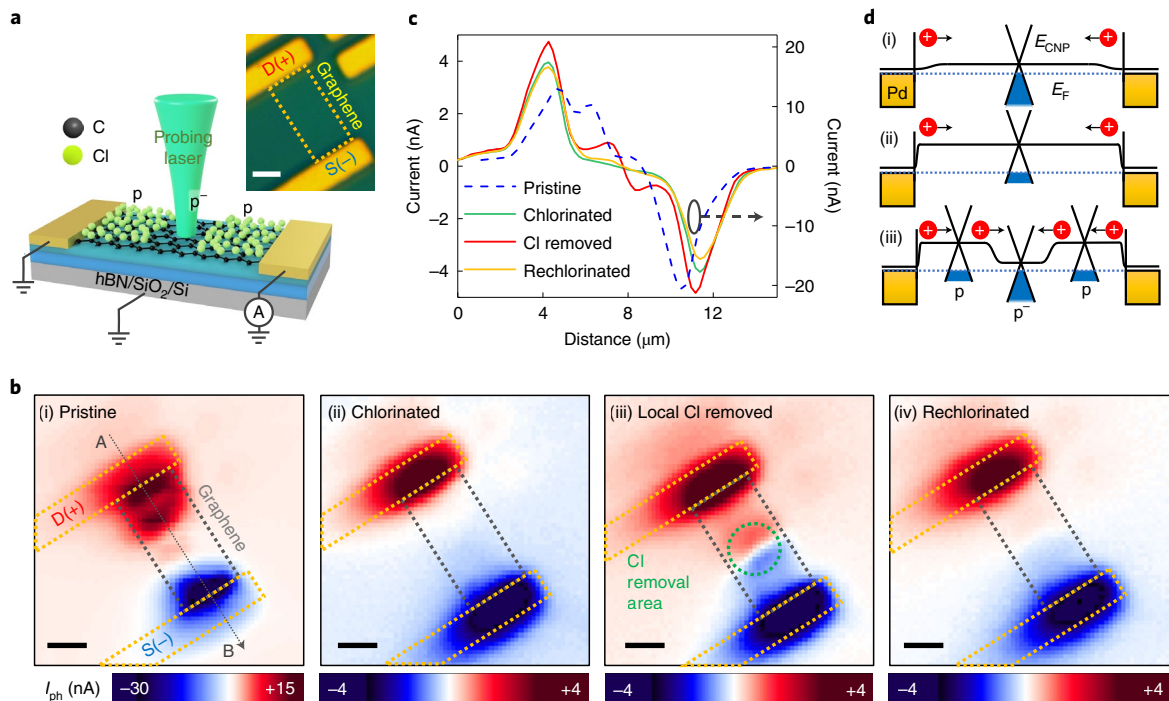 a
C
Cl
Probing
laser
p
p⁻
p
hBN/SiO₂/Si
A
D(+)
Graphene
S(−)
c
4
2
0
−2
−4
Current (nA)
20
10
0
−10
−20
Current (nA)
Pristine
Chlorinated
Cl removed
Rechlorinated
0
4
8
12
Distance (μm)
d
(i)
+
+
E_CNP
Pd
E_F
(ii)
+
+
(iii)
+
+
+
+
p
p⁻
p
b
(i) Pristine
A
D(+)
Graphene
S(−)
B
(ii) Chlorinated
(iii) Local Cl removed
Cl
removal
area
(iv) Rechlorinated
I_ph (nA)
−30
+15
−4
+4
−4
+4
−4
+4